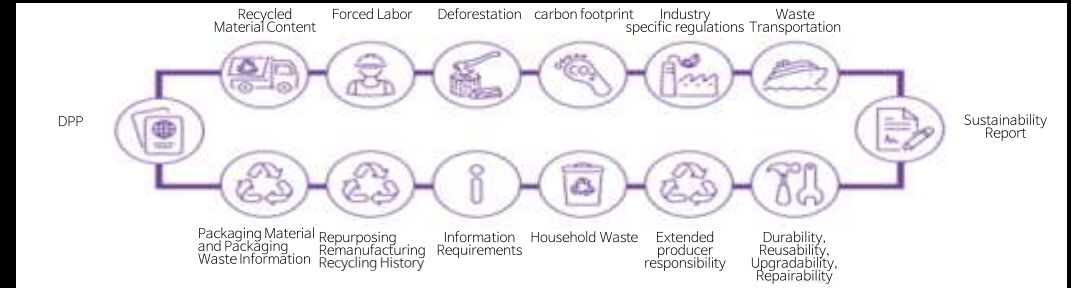 Recycled
Material Content
Forced Labor
Deforestation
carbon footprint
Industry
specific regulations
Waste
Transportation
DPP
Sustainability
Report
Packaging Material
and Packaging
Waste Information
Repurposing
Remanufacturing
Recycling History
Information
Requirements
Household Waste
Extended
producer
responsibility
Durability,
Reusability,
Upgradability,
Repairability